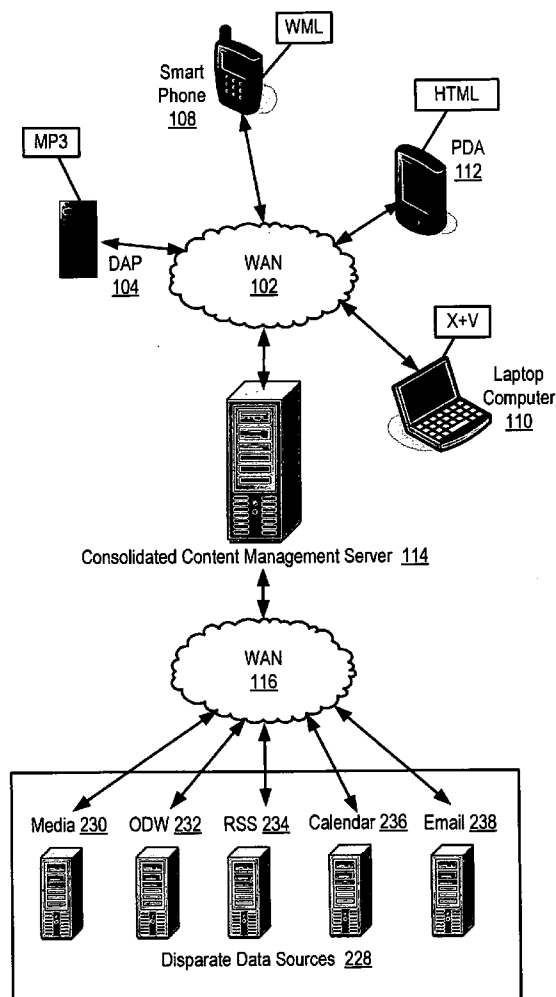 WML
Smart
Phone
108
HTML
PDA
112
MP3
DAP
104
WAN
102
X+V
Laptop
Computer
110
Consolidated Content Management Server 114
WAN
116
Media 230 ODW 232 RSS 234 Calendar 236 Email 238
Disparate Data Sources 228